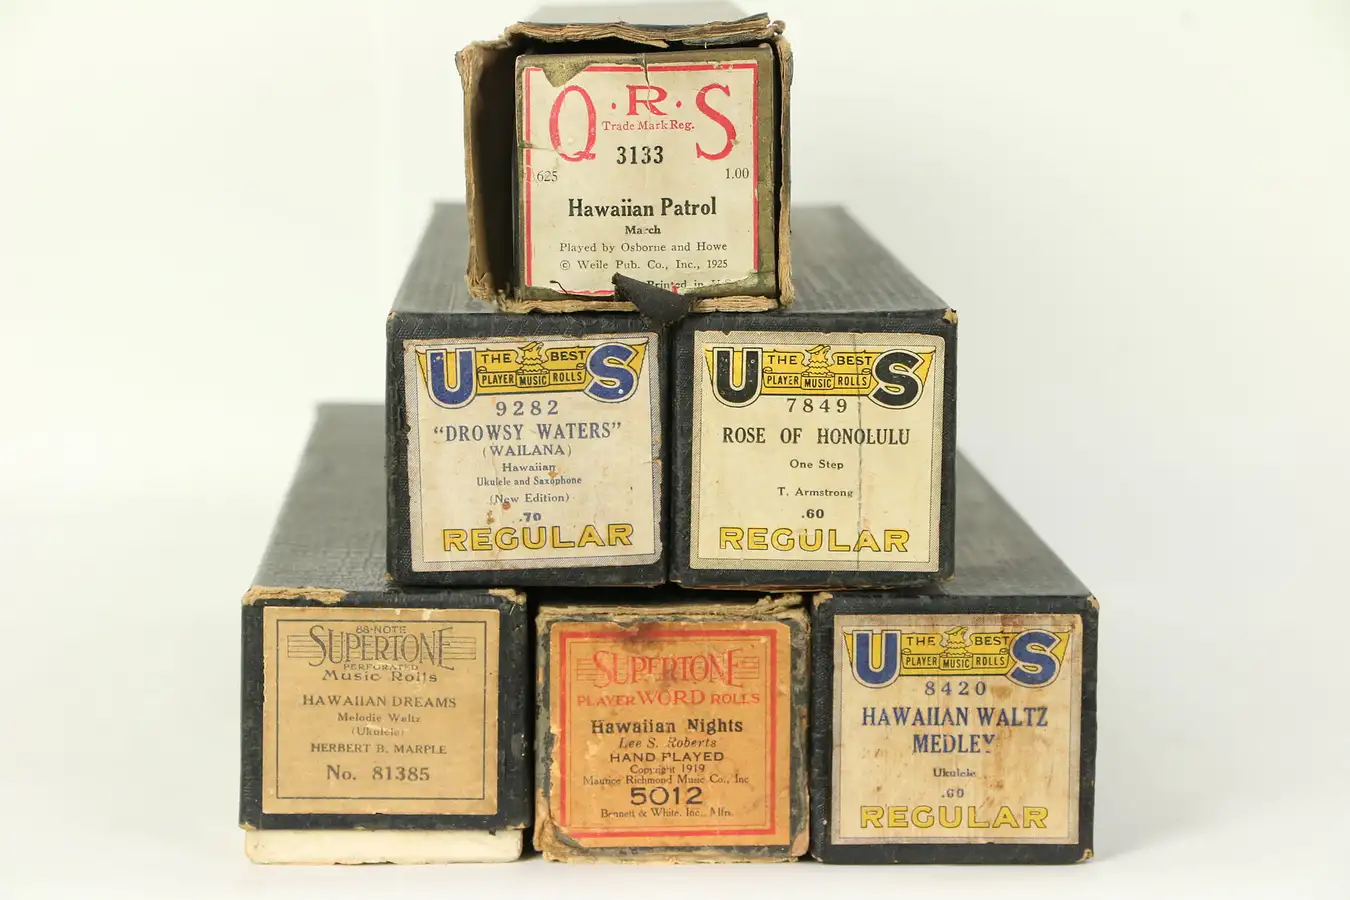 Q·R·S
Trade Mark Reg.
3133
625 1.00
Hawaiian Patrol
March
Played by Osborne and Howe
© Weile Pub. Co., Inc., 1925
Printed in U.S.
U THE BEST S
PLAYER MUSIC ROLLS
9282
"DROWSY WATERS"
(WAILANA)
Hawaiian
Ukulele and Saxophone
(New Edition)
.70
REGULAR
U THE BEST S
PLAYER MUSIC ROLLS
7849
ROSE OF HONOLULU
One Step
T. Armstrong
.60
REGULAR
88-NOTE
SUPERTONE
PERFORATED
Music Rolls
HAWAIIAN DREAMS
Melodie Waltz
(Ukulele)
HERBERT B. MARPLE
No. 81385
SUPERTONE
PLAYER WORD ROLLS
Hawaiian Nights
Lee S. Roberts
HAND PLAYED
Copyright 1919
Maurice Richmond Music Co., Inc
5012
Bennett & White, Inc., Mfrs.
U THE BEST S
PLAYER MUSIC ROLLS
8420
HAWAIIAN WALTZ
MEDLEY
Ukulele
.60
REGULAR